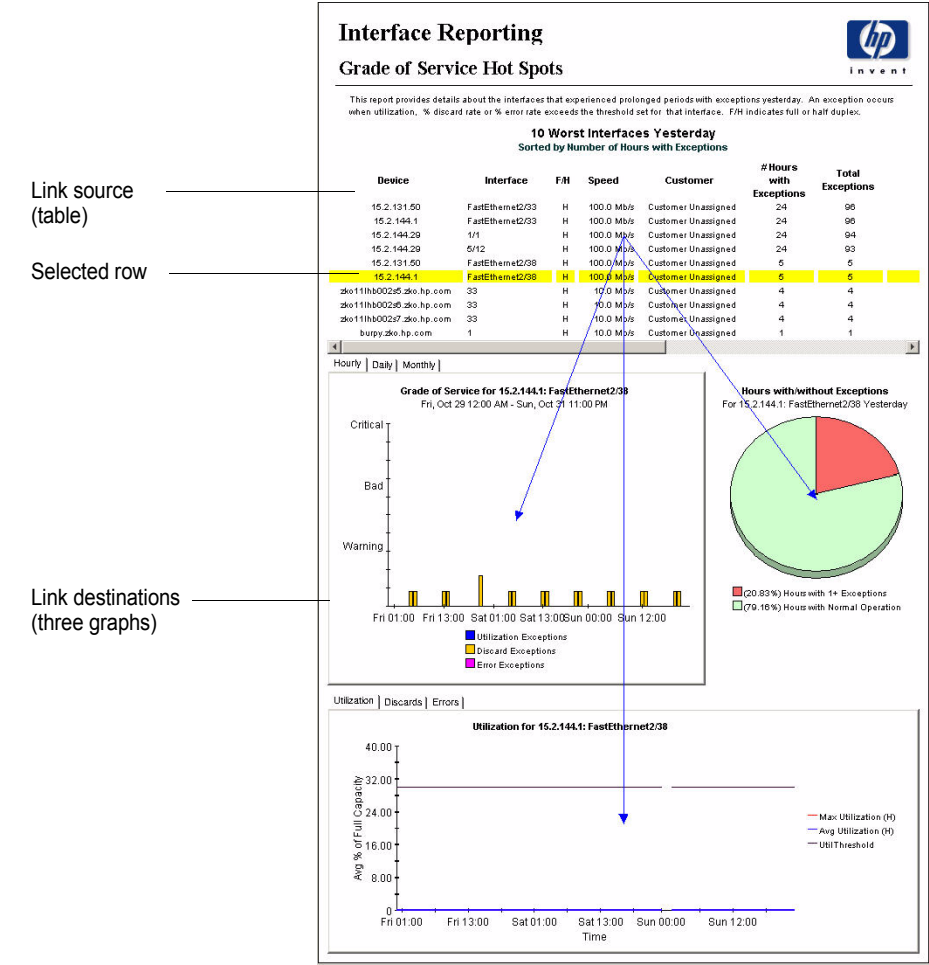 Interface Reporting
Grade of Service Hot Spots
hp
invent
This report provides details about the interfaces that experienced prolonged periods with exceptions yesterday. An exception occurs
when utilization, % discard rate or % error rate exceeds the threshold set for that interface. F/H indicates full or half duplex.
10 Worst Interfaces Yesterday
Sorted by Number of Hours with Exceptions
Device Interface F/H Speed Customer # Hours with Exceptions Total Exceptions
15.2.131.50 FastEthernet2/33 H 100.0 Mb/s Customer Unassigned 24 96
15.2.144.1 FastEthernet2/33 H 100.0 Mb/s Customer Unassigned 24 96
15.2.144.29 1/1 H 100.0 Mb/s Customer Unassigned 24 94
15.2.144.29 5/12 H 100.0 Mb/s Customer Unassigned 24 93
15.2.131.50 FastEthernet2/38 H 100.0 Mb/s Customer Unassigned 5 5
15.2.144.1 FastEthernet2/38 H 100.0 Mb/s Customer Unassigned 5 5
zko11lhb002s5.zko.hp.com 33 H 10.0 Mb/s Customer Unassigned 4 4
zko11lhb002s6.zko.hp.com 33 H 10.0 Mb/s Customer Unassigned 4 4
zko11lhb002s7.zko.hp.com 33 H 10.0 Mb/s Customer Unassigned 4 4
burpy.zko.hp.com 1 H 10.0 Mb/s Customer Unassigned 1 1
Link source
(table)
Selected row
Link destinations
(three graphs)
Hourly Daily Monthly
Grade of Service for 15.2.144.1: FastEthernet2/38
Fri, Oct 29 12:00 AM - Sun, Oct 31 11:00 PM
Critical
Bad
Warning
Fri 01:00 Fri 13:00 Sat 01:00 Sat 13:00 Sun 00:00 Sun 12:00
Utilization Exceptions
Discard Exceptions
Error Exceptions
Hours with/without Exceptions
For 15.2.144.1: FastEthernet2/38 Yesterday
(20.83%) Hours with 1+ Exceptions
(79.16%) Hours with Normal Operation
Utilization Discards Errors
Utilization for 15.2.144.1: FastEthernet2/38
Avg % of Full Capacity
40.00
32.00
24.00
16.00
8.00
0
Fri 01:00 Fri 13:00 Sat 01:00 Sat 13:00 Sun 00:00 Sun 12:00
Time
Max Utilization (H)
Avg Utilization (H)
UtilThreshold